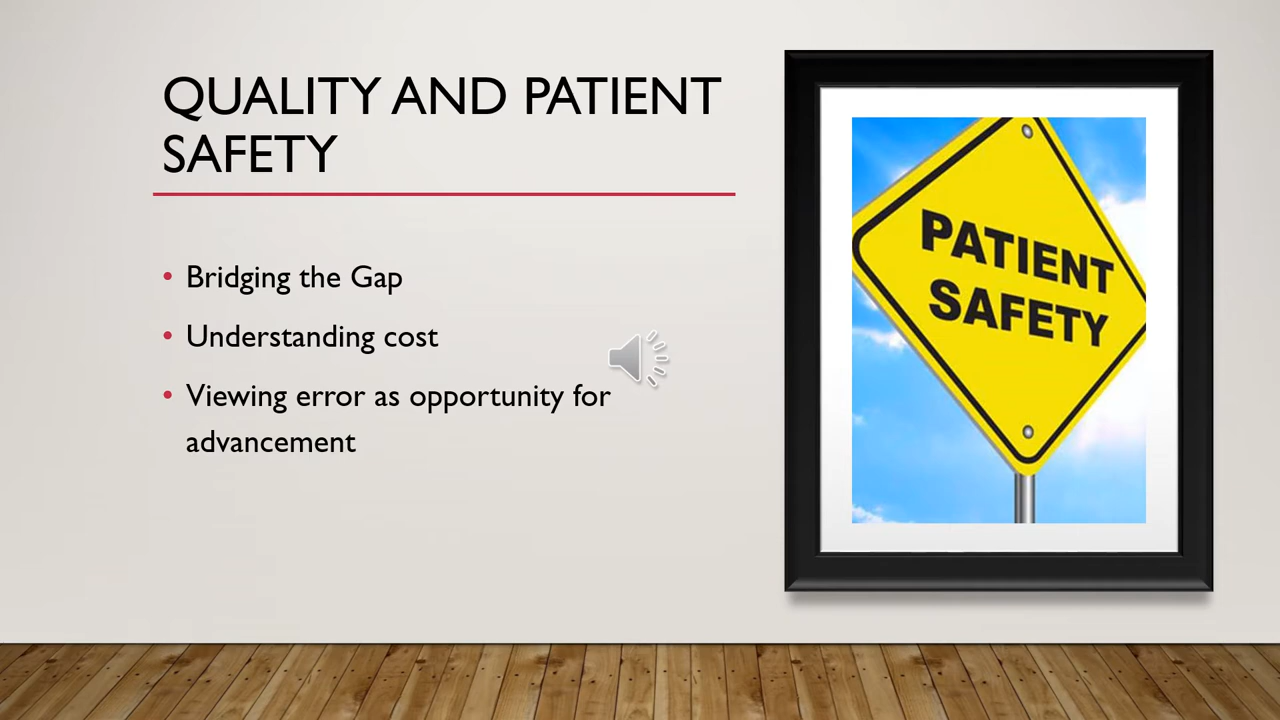 QUALITY AND PATIENT
SAFETY
• Bridging the Gap
• Understanding cost
• Viewing error as opportunity for
advancement
PATIENT
SAFETY